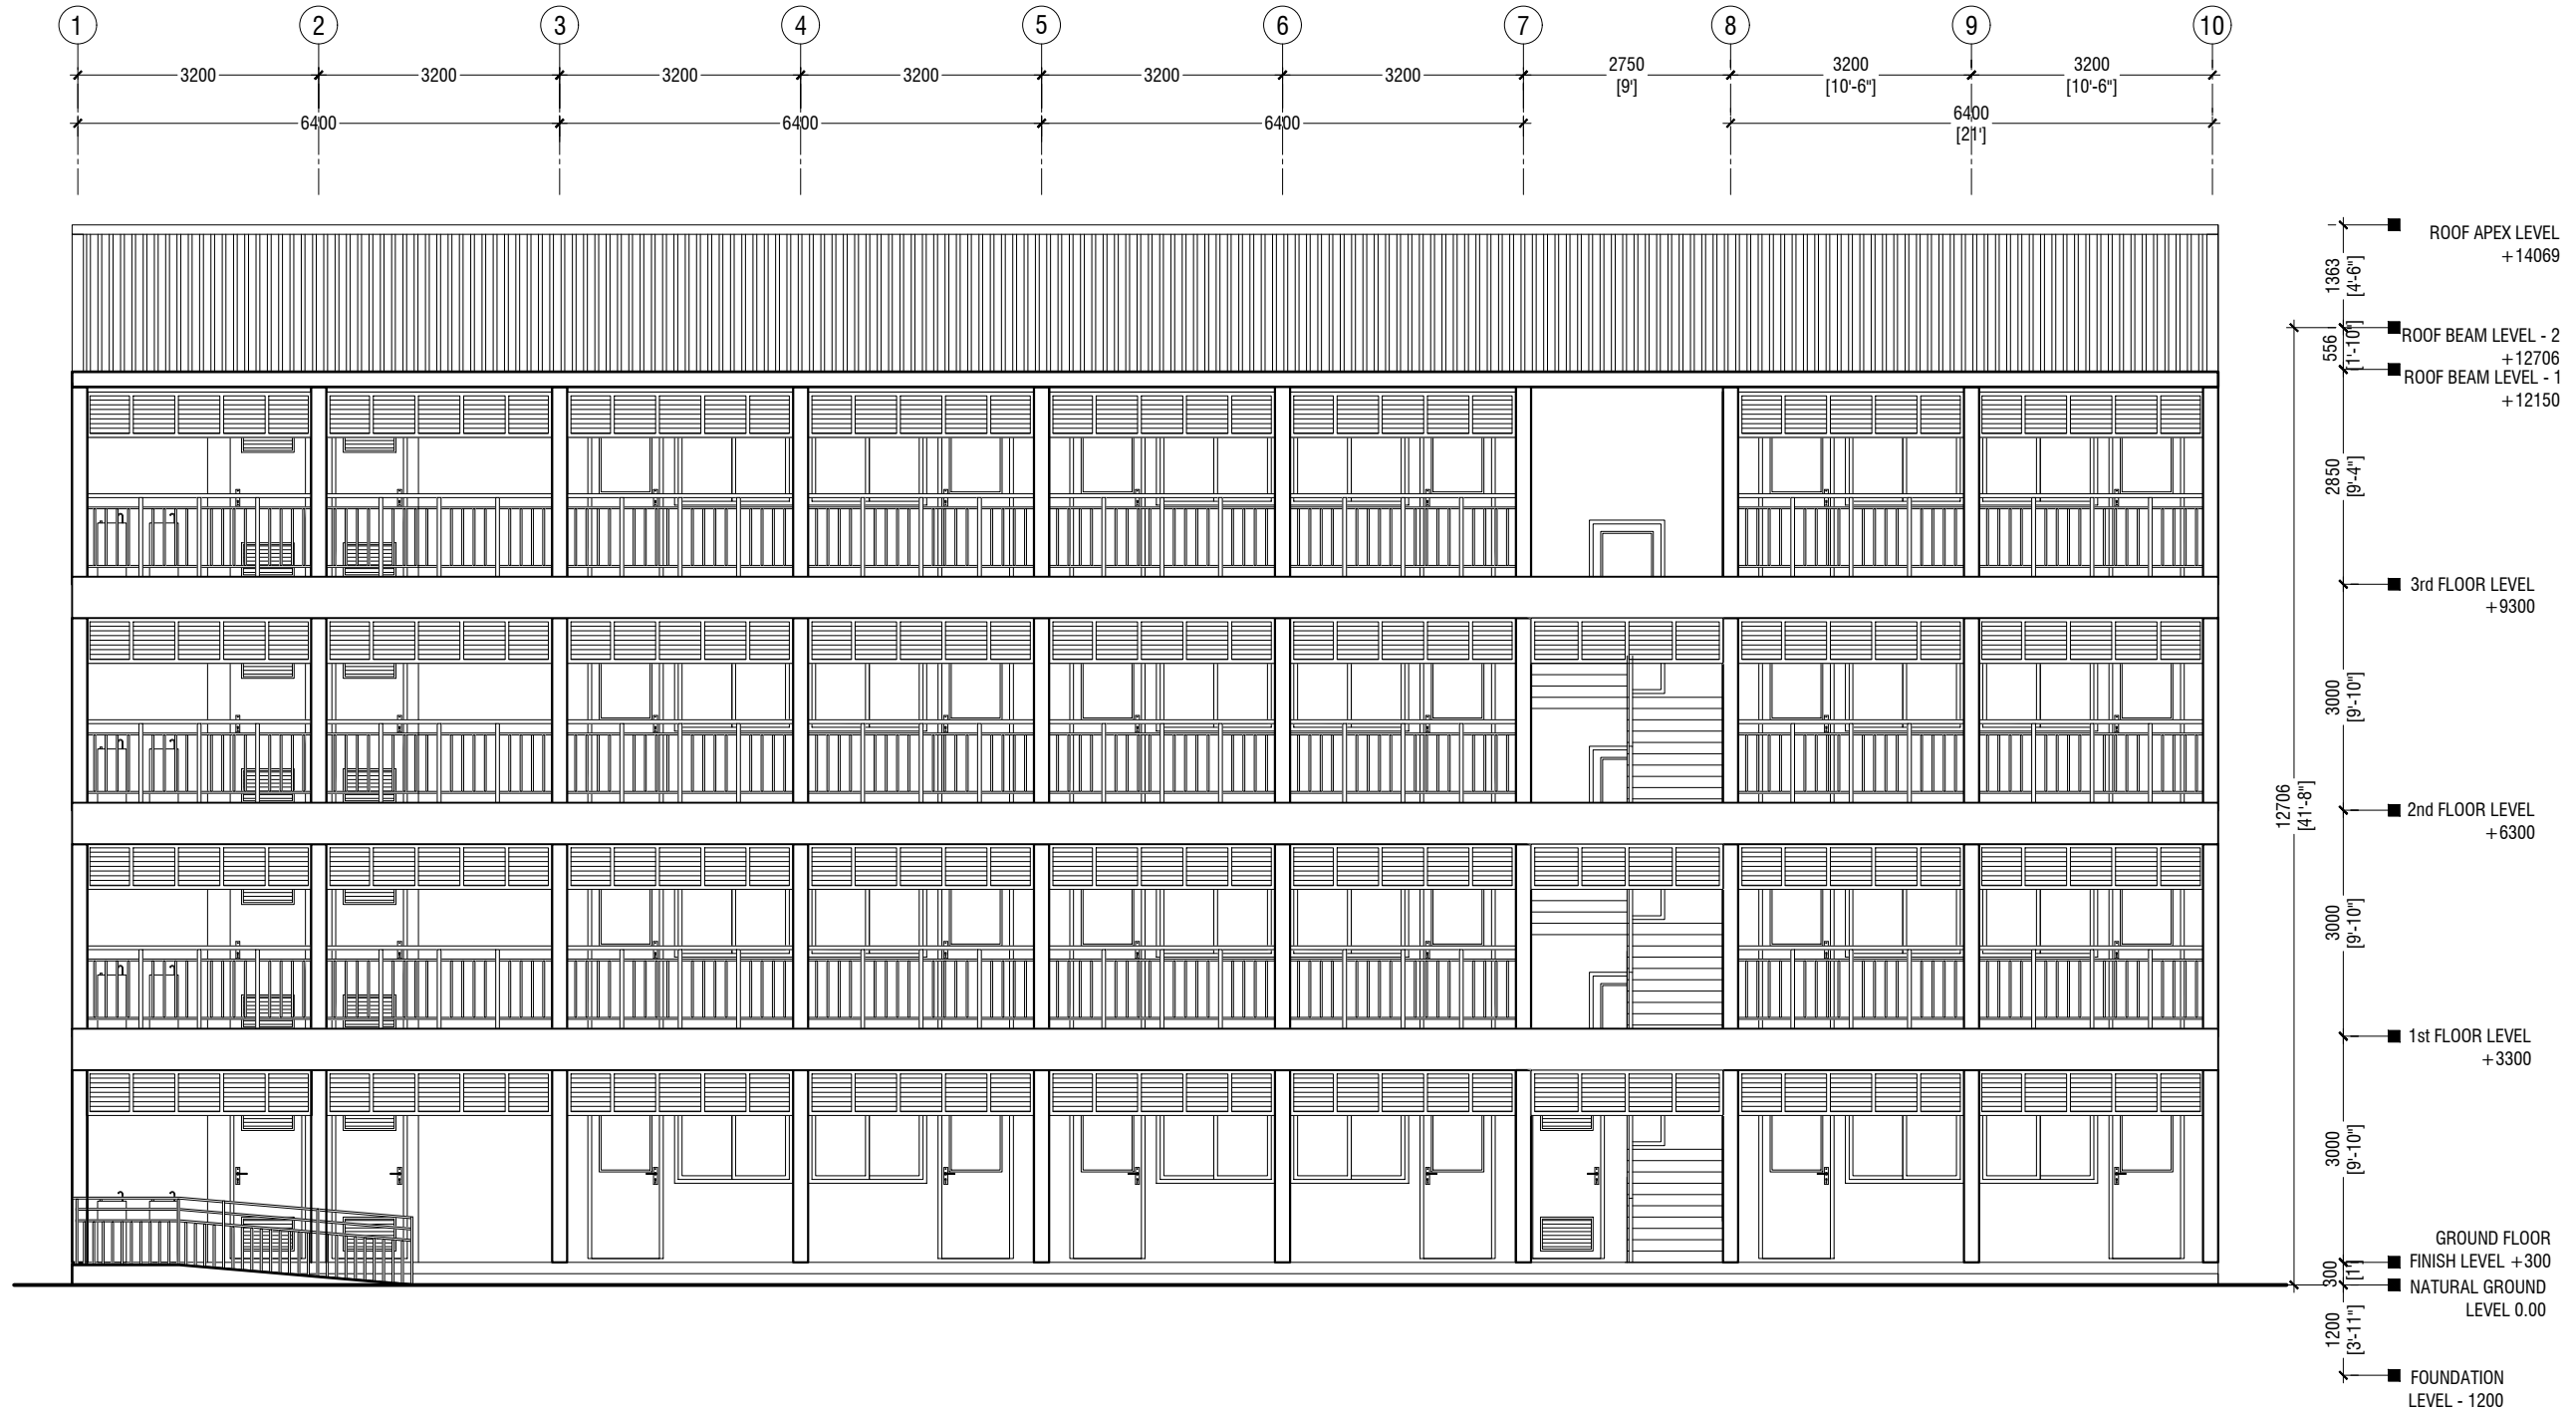 1 2 3 4 5 6 7 8 9 10
3200 3200 3200 3200 3200 3200 2750 3200 3200
[9'] [10'-6"] [10'-6"]
6400 6400 6400 6400
[21']
ROOF APEX LEVEL
+14069
1363
[4'-6"]
ROOF BEAM LEVEL - 2
+12706
556
[1'-10"]
ROOF BEAM LEVEL - 1
+12150
2850
[9'-4"]
3rd FLOOR LEVEL
+9300
3000
[9'-10"]
2nd FLOOR LEVEL
+6300
12706
[41'-8"]
3000
[9'-10"]
1st FLOOR LEVEL
+3300
3000
[9'-10"]
GROUND FLOOR
FINISH LEVEL +300
300
[1']
NATURAL GROUND
LEVEL 0.00
1200
[3'-11"]
FOUNDATION
LEVEL - 1200